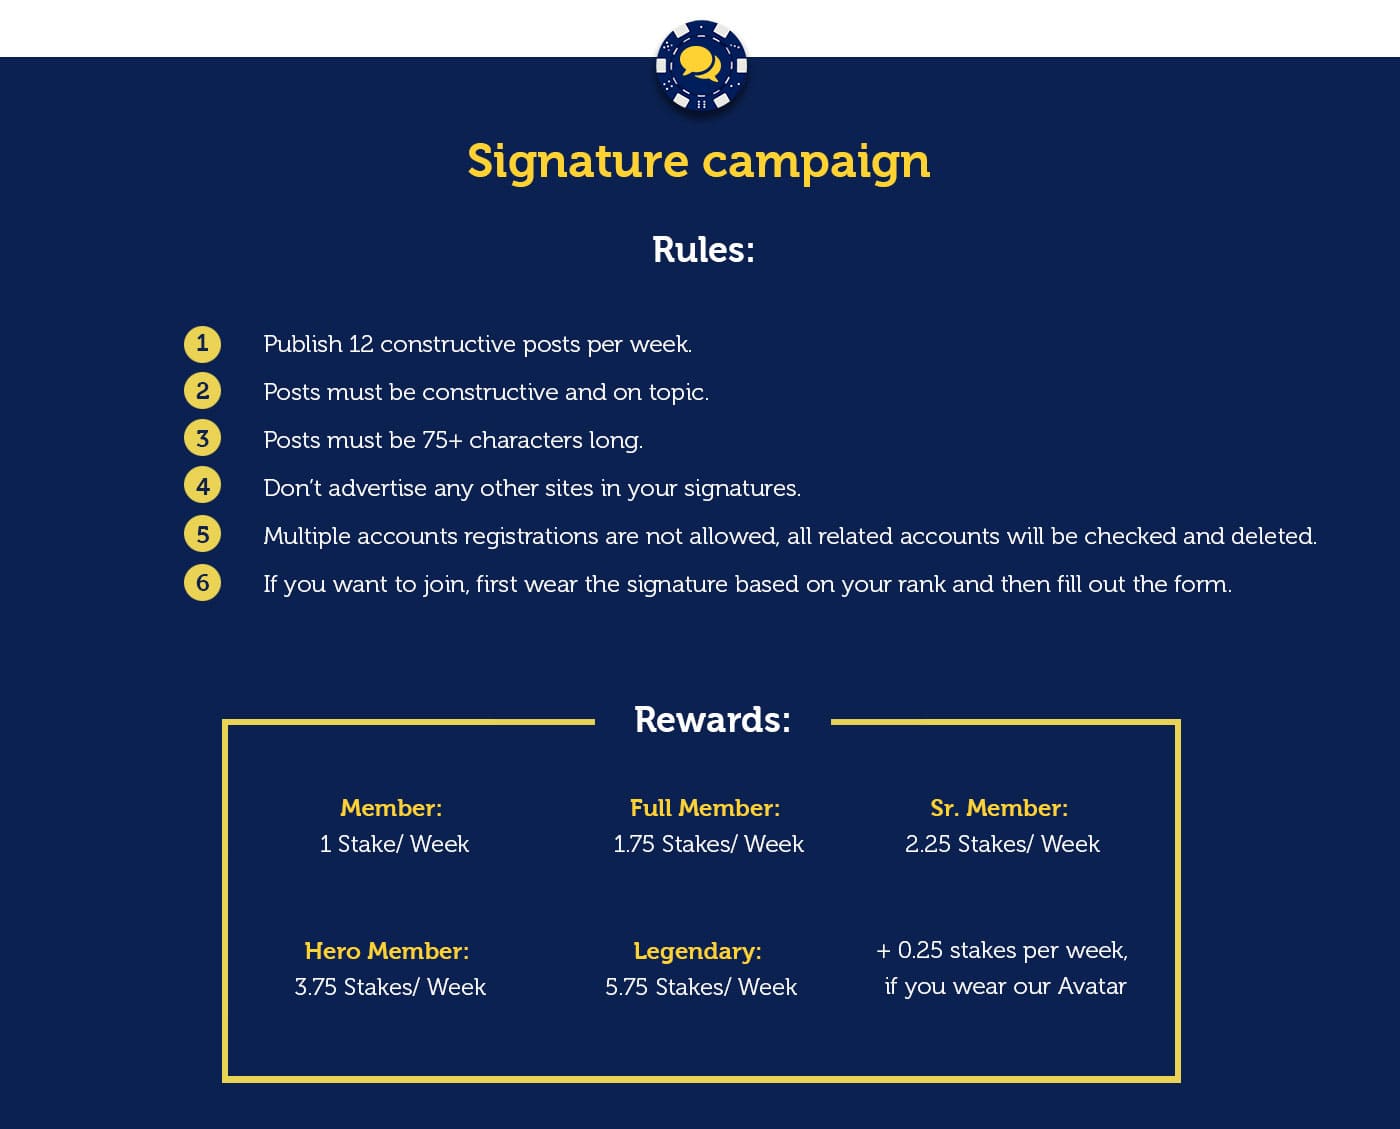 Signature campaign
Rules:
1 Publish 12 constructive posts per week.
2 Posts must be constructive and on topic.
3 Posts must be 75+ characters long.
4 Don’t advertise any other sites in your signatures.
5 Multiple accounts registrations are not allowed, all related accounts will be checked and deleted.
6 If you want to join, first wear the signature based on your rank and then fill out the form.
Rewards:
Member:
1 Stake/ Week
Full Member:
1.75 Stakes/ Week
Sr. Member:
2.25 Stakes/ Week
Hero Member:
3.75 Stakes/ Week
Legendary:
5.75 Stakes/ Week
+ 0.25 stakes per week,
if you wear our Avatar